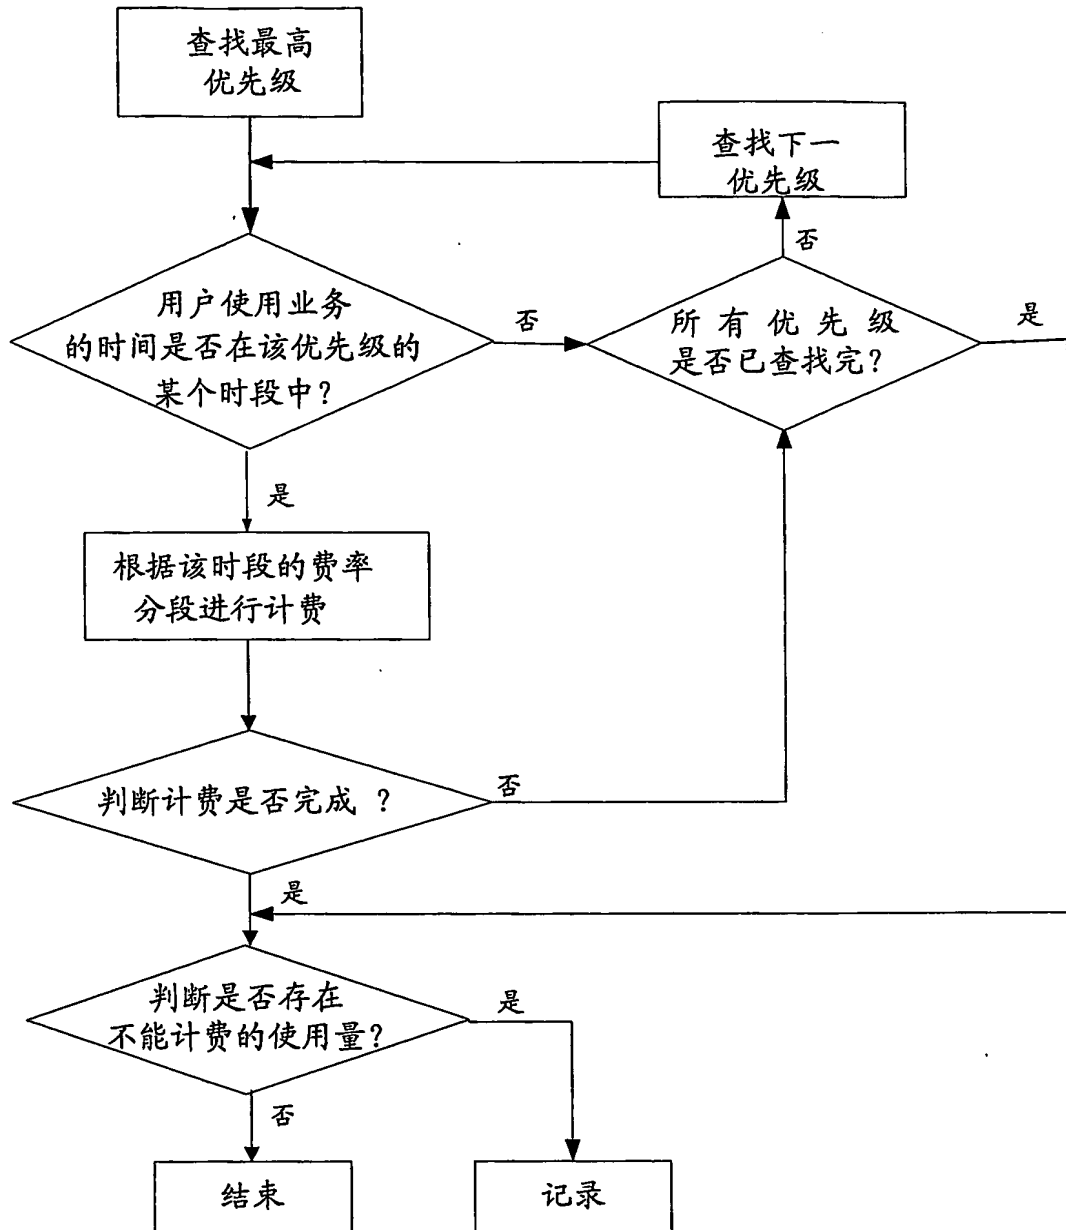 查找最高
优先级
查找下一
优先级
否
用户使用业务
的时间是否在该优先级的
某个时段中？
否
所有优先级
是否已查找完？
是
是
根据该时段的费率
分段进行计费
判断计费是否完成？
否
是
判断是否存在
不能计费的使用量？
是
否
结束
记录